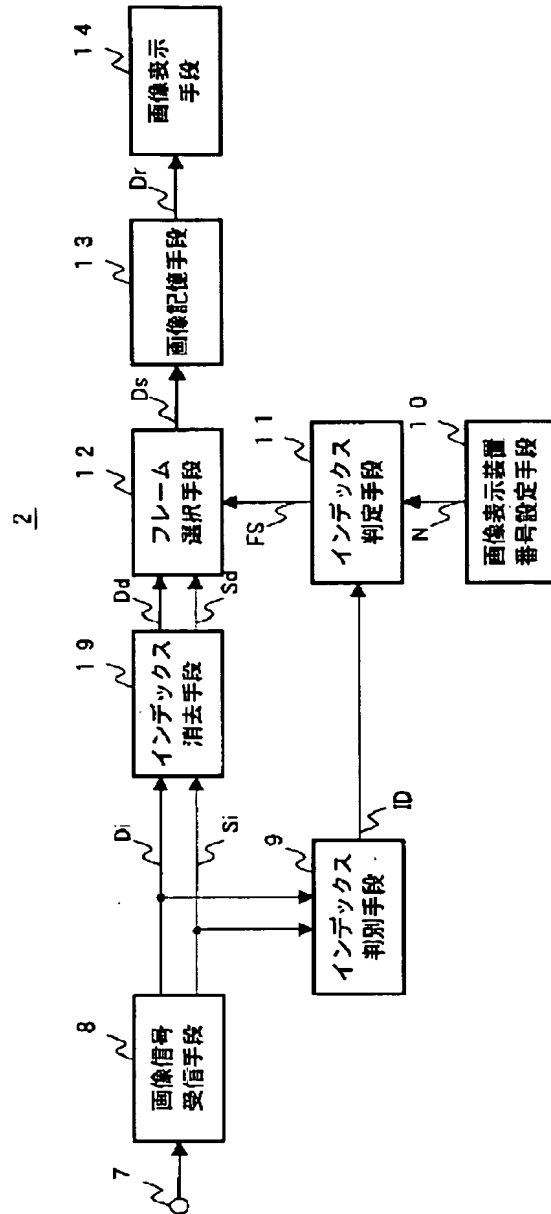 2
7
8
画像信号
受信手段
Di
Si
19
インデックス
消去手段
Dd
Sd
12
フレーム
選択手段
Ds
13
画像記憶手段
Dr
14
画像表示
手段
9
インデックス
判別手段
ID
11
インデックス
判定手段
FS
N
10
画像表示装置
番号設定手段